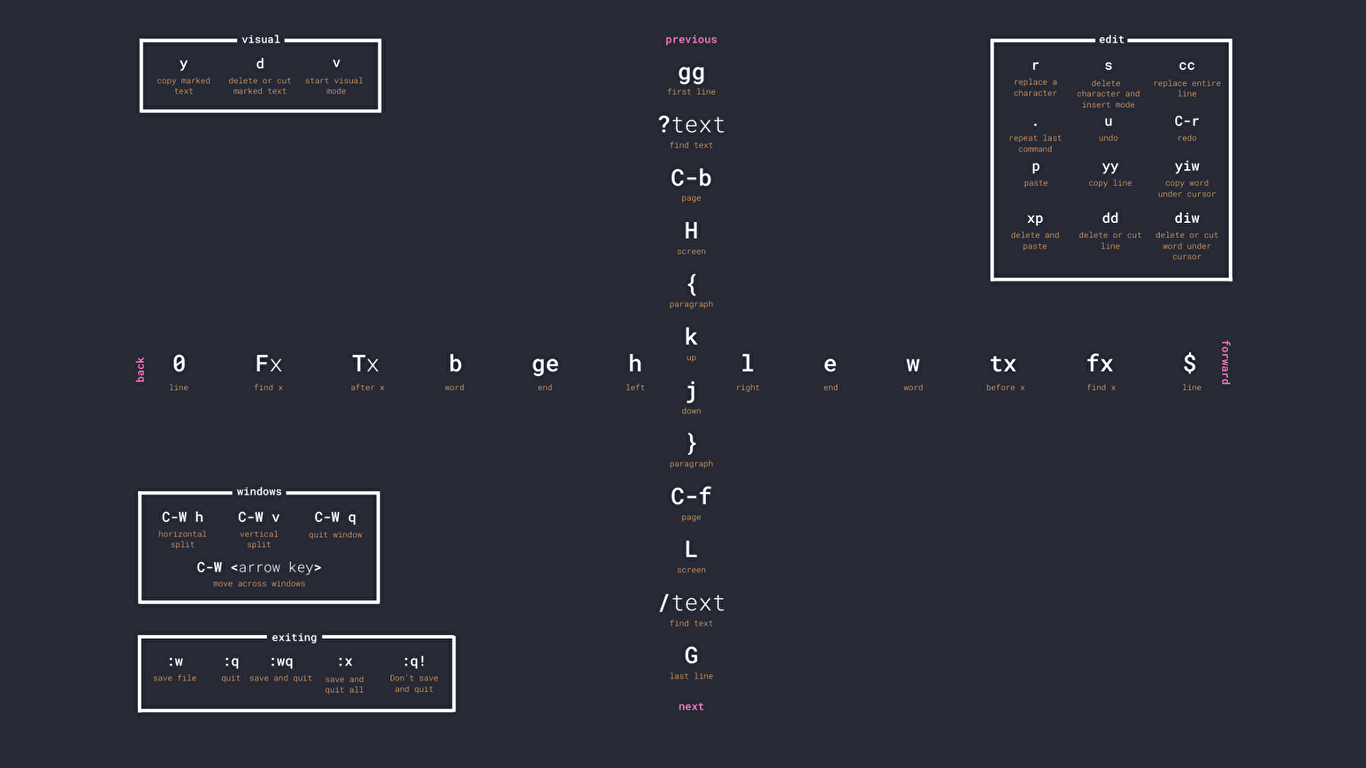 visual
y d v
copy marked text delete or cut marked text start visual mode
previous
gg
first line
?text
find text
C-b
page
H
screen
{
paragraph
k
up
edit
r s cc
replace a character delete character and insert mode replace entire line
. u C-r
repeat last command undo redo
p yy yiw
paste copy line copy word under cursor
xp dd diw
delete and paste delete or cut line delete or cut word under cursor
back
0 Fx Tx b ge h l e w tx fx $
line find x after x word end left right end word before x find x line
forward
j
down
}
paragraph
C-f
page
L
screen
/text
find text
G
last line
next
windows
C-W h C-W v C-W q
horizontal split vertical split quit window
C-W <arrow key>
move across windows
exiting
:w :q :wq :x :q!
save file quit save and quit save and quit all Don't save and quit